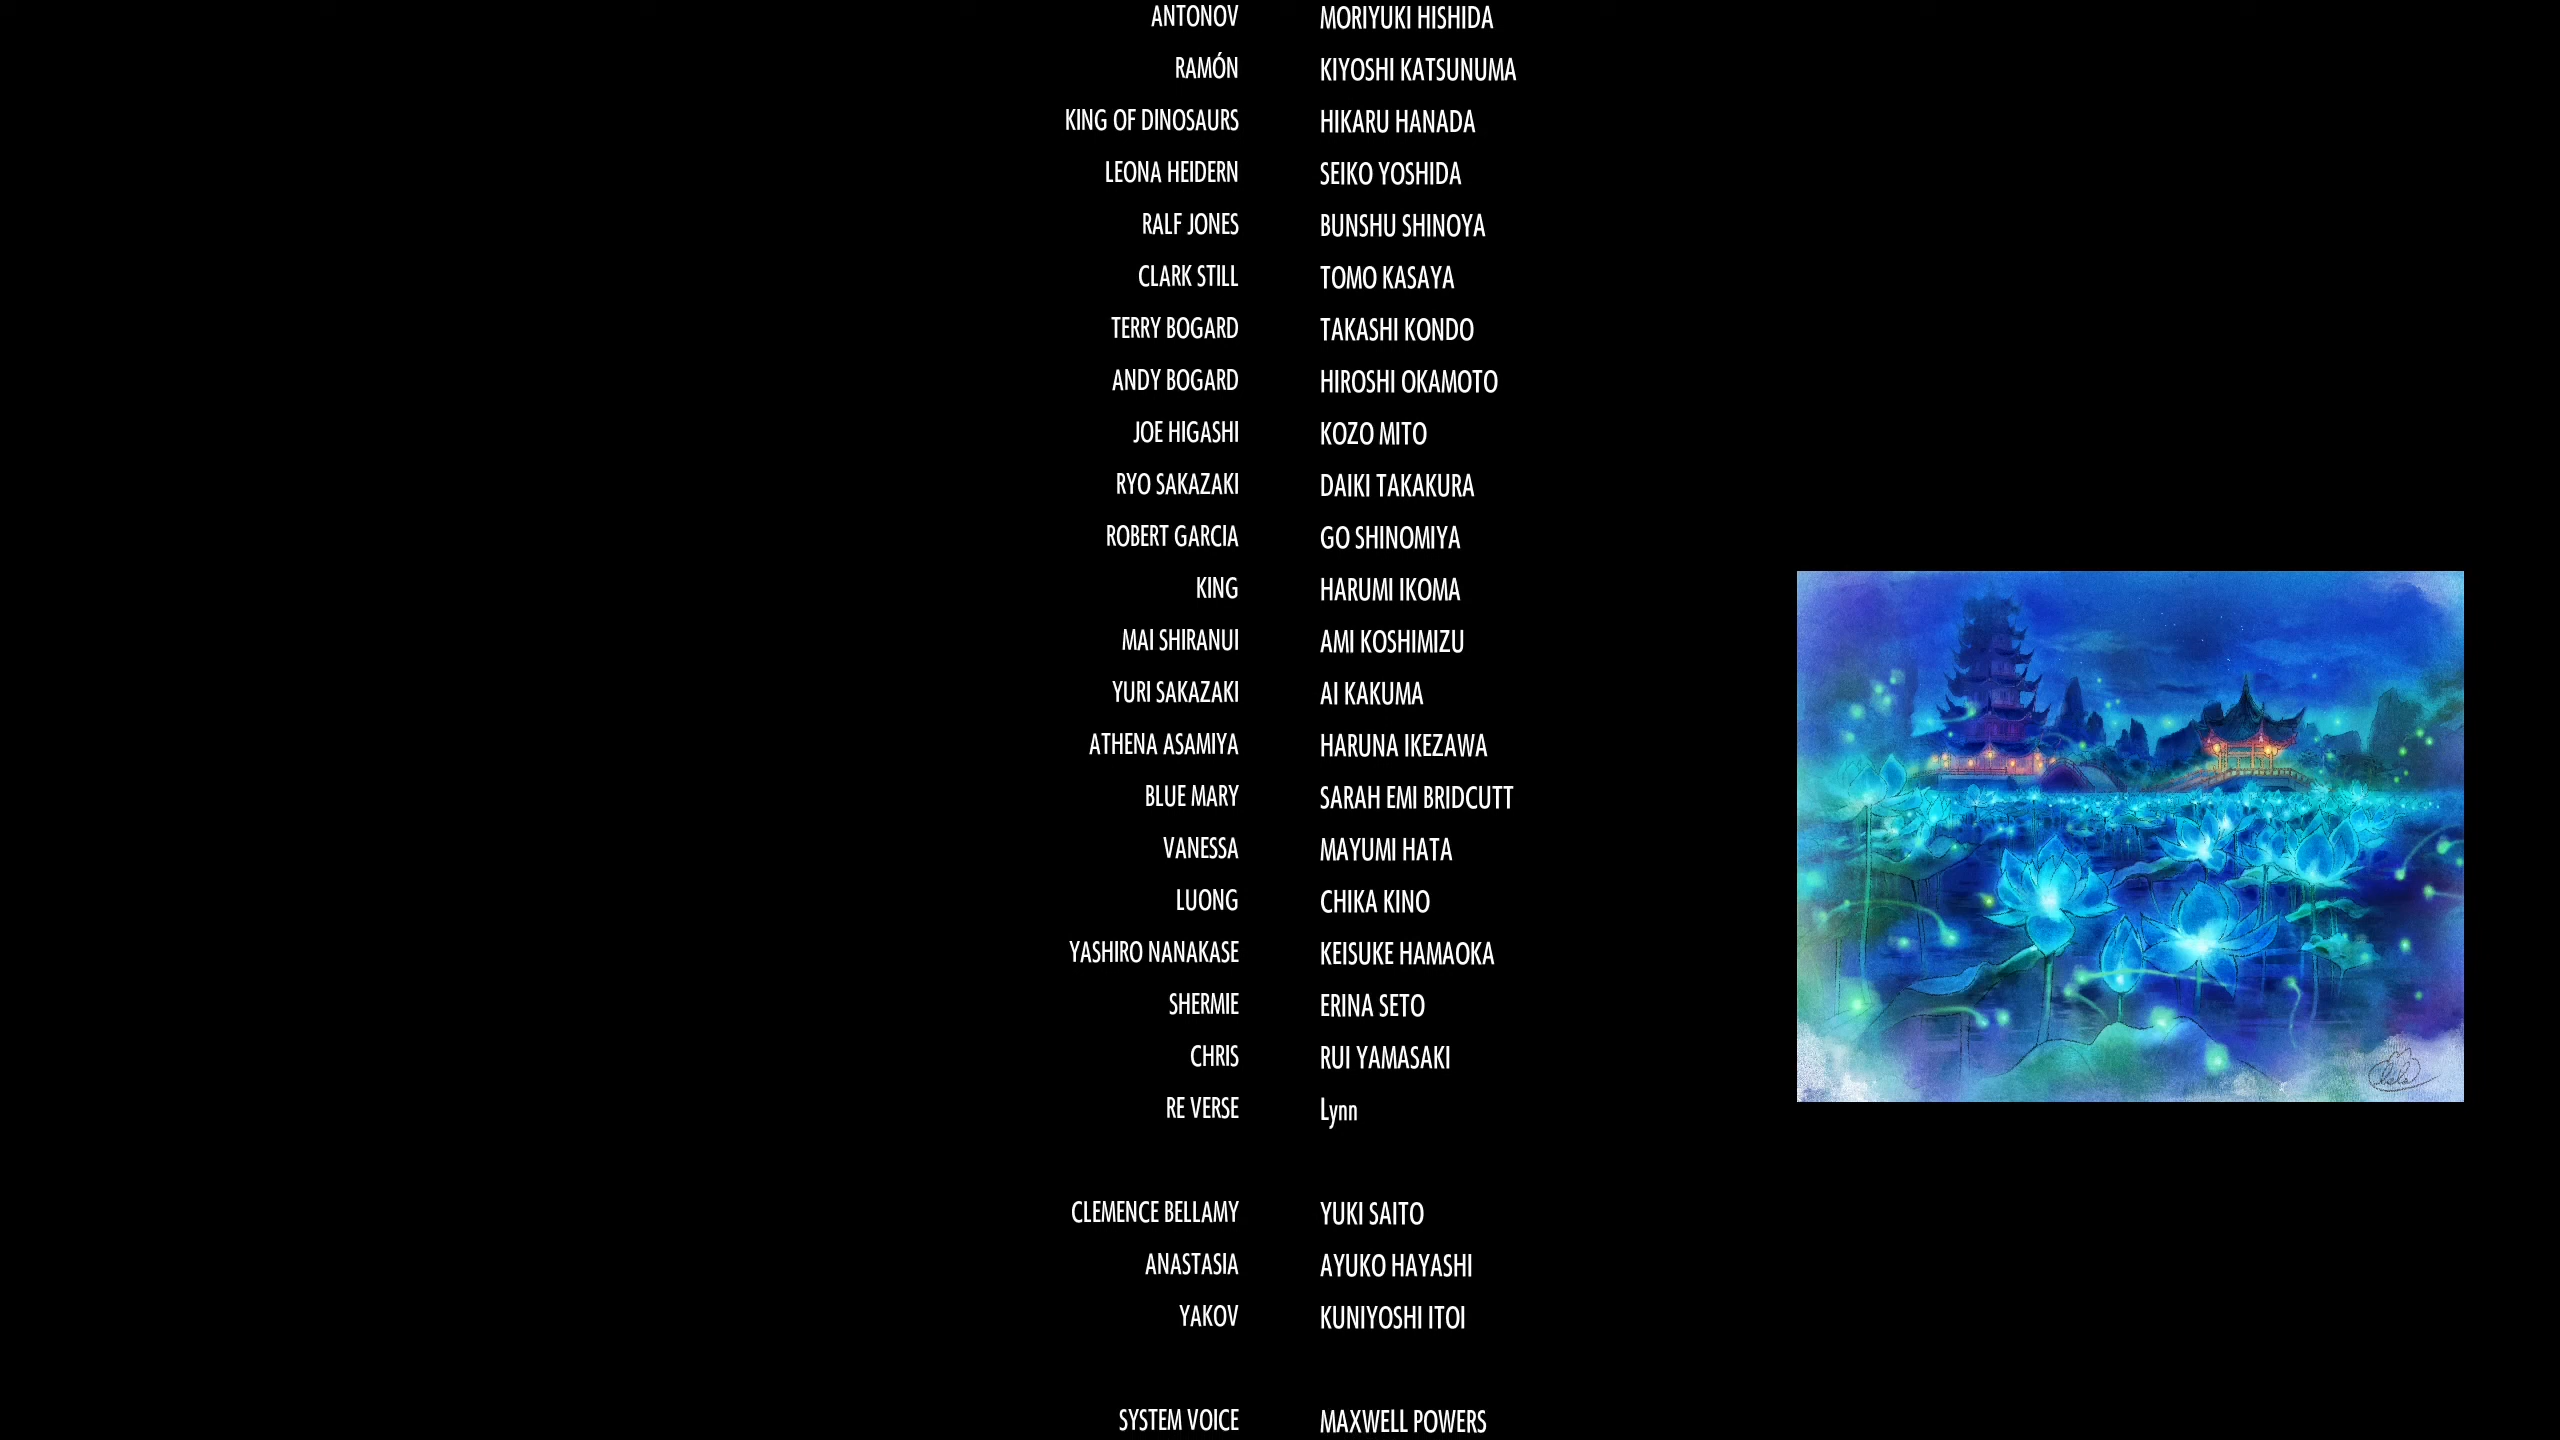 ANTONOV MORIYUKI HISHIDA
RAMÓN KIYOSHI KATSUNUMA
KING OF DINOSAURS HIKARU HANADA
LEONA HEIDERN SEIKO YOSHIDA
RALF JONES BUNSHU SHINOYA
CLARK STILL TOMO KASAYA
TERRY BOGARD TAKASHI KONDO
ANDY BOGARD HIROSHI OKAMOTO
JOE HIGASHI KOZO MITO
RYO SAKAZAKI DAIKI TAKAKURA
ROBERT GARCIA GO SHINOMIYA
KING HARUMI IKOMA
MAI SHIRANUI AMI KOSHIMIZU
YURI SAKAZAKI AI KAKUMA
ATHENA ASAMIYA HARUNA IKEZAWA
BLUE MARY SARAH EMI BRIDCUTT
VANESSA MAYUMI HATA
LUONG CHIKA KINO
YASHIRO NANAKASE KEISUKE HAMAOKA
SHERMIE ERINA SETO
CHRIS RUI YAMASAKI
RE VERSE Lynn
CLEMENCE BELLAMY YUKI SAITO
ANASTASIA AYUKO HAYASHI
YAKOV KUNIYOSHI ITOI
SYSTEM VOICE MAXWELL POWERS